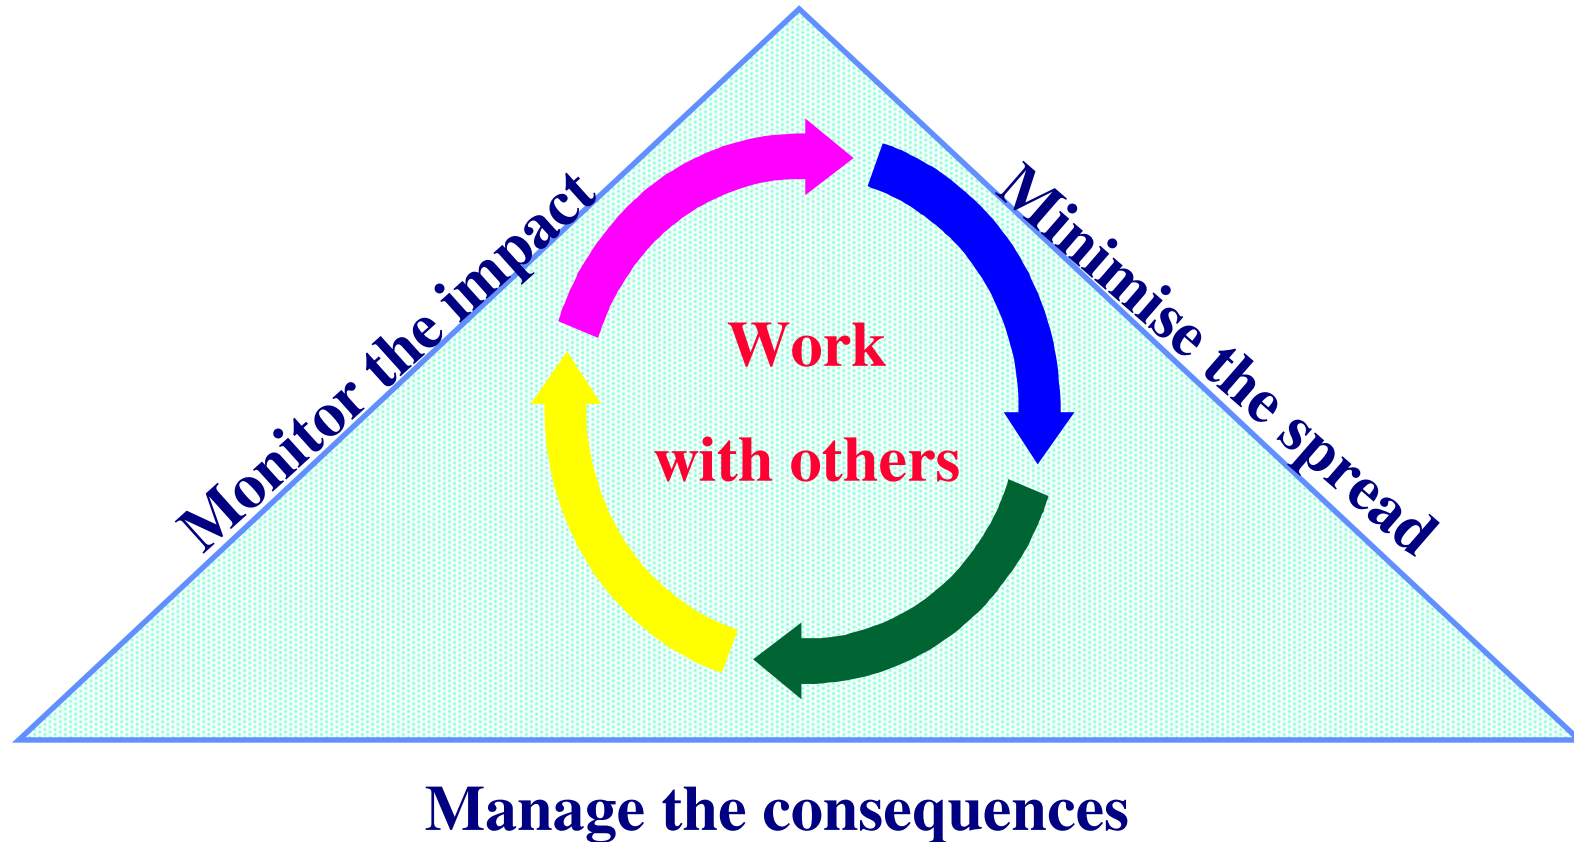 Monitor the impact
Minimise the spread
Work
with others
Manage the consequences